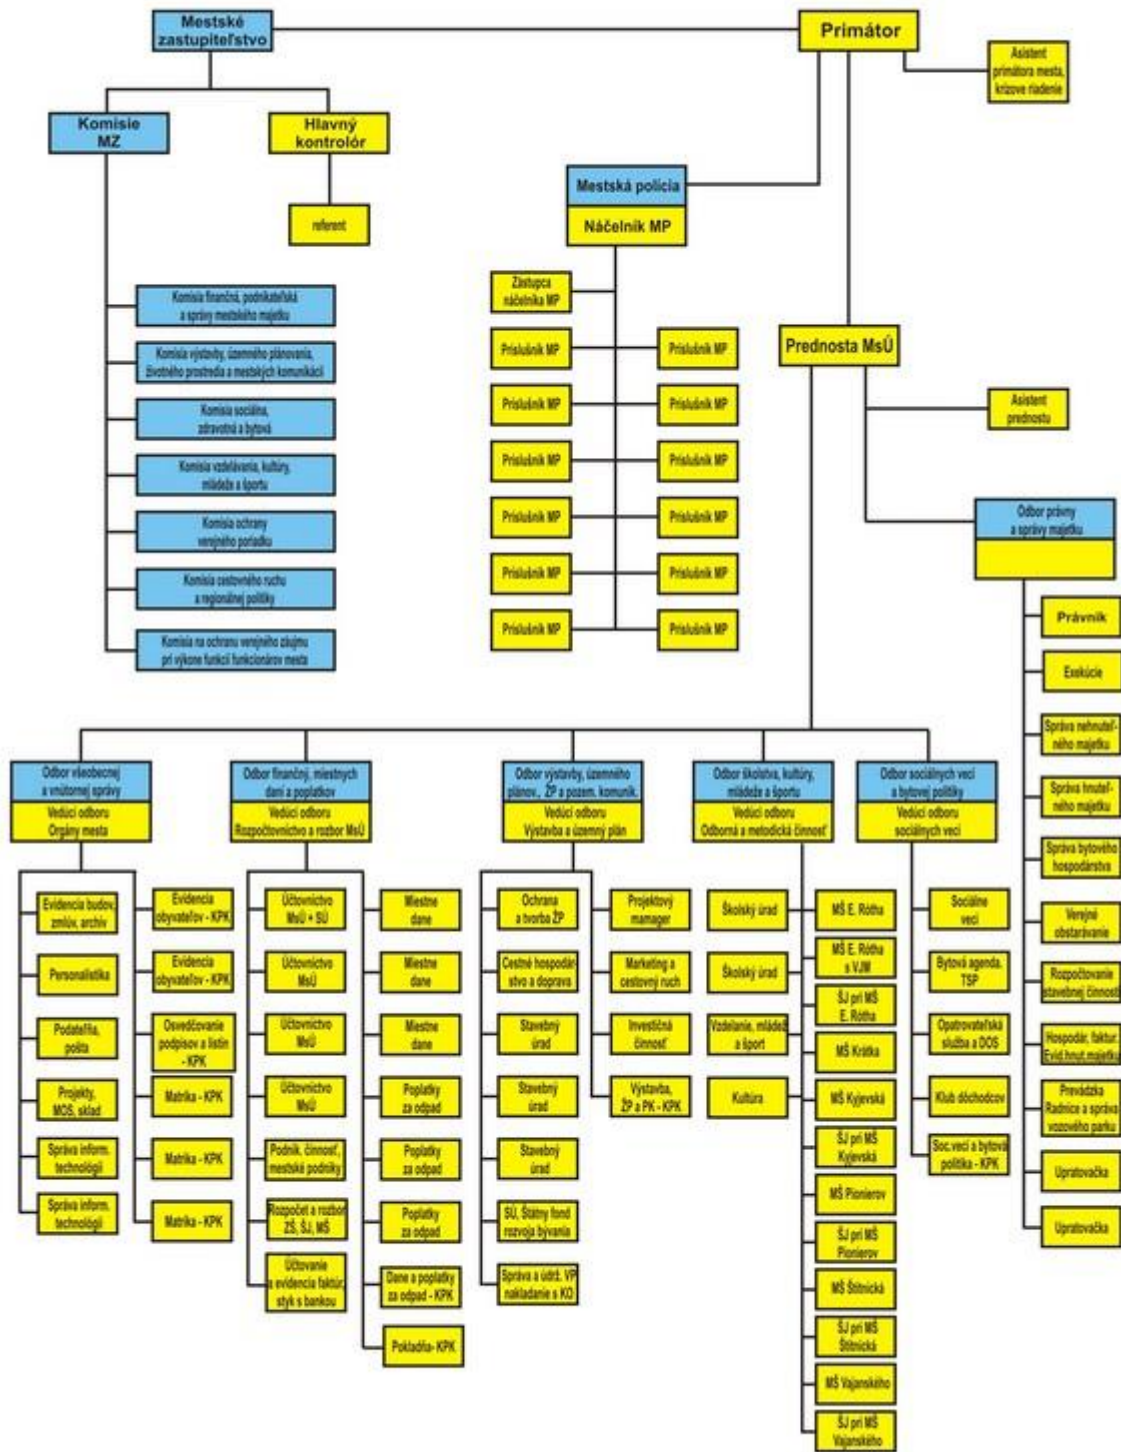 Mestské
zastupiteľstvo
Primátor
Asistent
primátora mesta,
krízove riadenie
Komisie
MZ
Hlavný
kontrolór
referent
Mestská polícia
Náčelník MP
Komisia finančná, podnikateľská
a správy mestského majetku
Komisia výstavby, územného plánovania,
životného prostredia a mestských komunikácií
Komisia sociálna,
zdravotná a bytová
Komisia vzdelávania, kultúry,
mládeže a športu
Komisia ochrany
verejného poriadku
Komisia cestovného ruchu
a regionálnej politiky
Komisia na ochranu verejného záujmu
pri výkone funkcií funkcionárov mesta
Zástupca
náčelníka MP
Príslušník MP
Príslušník MP
Príslušník MP
Príslušník MP
Príslušník MP
Príslušník MP
Príslušník MP
Príslušník MP
Príslušník MP
Príslušník MP
Príslušník MP
Príslušník MP
Prednosta MsÚ
Asistent
prednostu
Odbor právny
a správy majetku
Právnik
Exekúcie
Správa nehnuteľ-
ného majetku
Správa hnuteľ-
ného majetku
Správa bytového
hospodárstva
Verejné
obstarávanie
Rozpočtovanie
stavebnej činnosti
Hospodár, faktur.
Evid.hnut.majetku
Prevádzka
Radnice a správa
vozového parku
Upratovačka
Upratovačka
Odbor všeobecnej
a vnútornej správy
Vedúci odboru
Orgány mesta
Evidencia budov,
zmlúv, archív
Personalistika
Podateľňa,
pošta
Projekty,
MOS, sklad
Správa inform.
technológií
Správa inform.
technológií
Evidencia
obyvateľov - KPK
Evidencia
obyvateľov - KPK
Osvedčovanie
podpisov a listín
- KPK
Matrika - KPK
Matrika - KPK
Matrika - KPK
Odbor finančný, miestnych
daní a poplatkov
Vedúci odboru
Rozpočtovníctvo a rozbor MsÚ
Účtovníctvo
MsÚ + SÚ
Účtovníctvo
MsÚ
Účtovníctvo
MsÚ
Účtovníctvo
MsÚ
Podnik. činnosť,
mestské podniky
Rozpočet a rozbor
ZŠ, ŠJ, MŠ
Účtovanie
a evidencia faktúr,
styk s bankou
Miestne
dane
Miestne
dane
Miestne
dane
Poplatky
za odpad
Poplatky
za odpad
Poplatky
za odpad
Dane a poplatky
za odpad - KPK
Pokladňa- KPK
Odbor výstavby, územného
plánov., ŽP a pozem. komuník.
Vedúci odboru
Výstavba a územný plán
Ochrana
a tvorba ŽP
Cestné hospodár-
stvo a doprava
Stavebný
úrad
Stavebný
úrad
Stavebný
úrad
SÚ, Štátny fond
rozvoja bývania
Správa a údrž. VP
nakladanie s KO
Projektový
manager
Marketing a
cestovný ruch
Investičná
činnosť
Výstavba,
ŽP a PK - KPK
Odbor školstva, kultúry,
mládeže a športu
Vedúci odboru
Odborná a metodická činnosť
Školský úrad
Školský úrad
Vzdelanie, mládež
a šport
Kultúra
MŠ E. Rótha
MŠ E. Rótha
s VJM
ŠJ pri MŠ
E. Rótha
MŠ Krátka
MŠ Kyjevská
ŠJ pri MŠ
Kyjevská
MŠ Pionierov
ŠJ pri MŠ
Pionierov
MŠ Štítnická
ŠJ pri MŠ
Štítnická
MŠ Vajanského
ŠJ pri MŠ
Vajanského
Odbor sociálnych vecí
a bytovej politiky
Vedúci odboru
sociálnych vecí
Sociálne
veci
Bytová agenda,
TSP
Opatrovateľská
služba a DOS
Klub dôchodcov
Soc.veci a bytová
politika - KPK